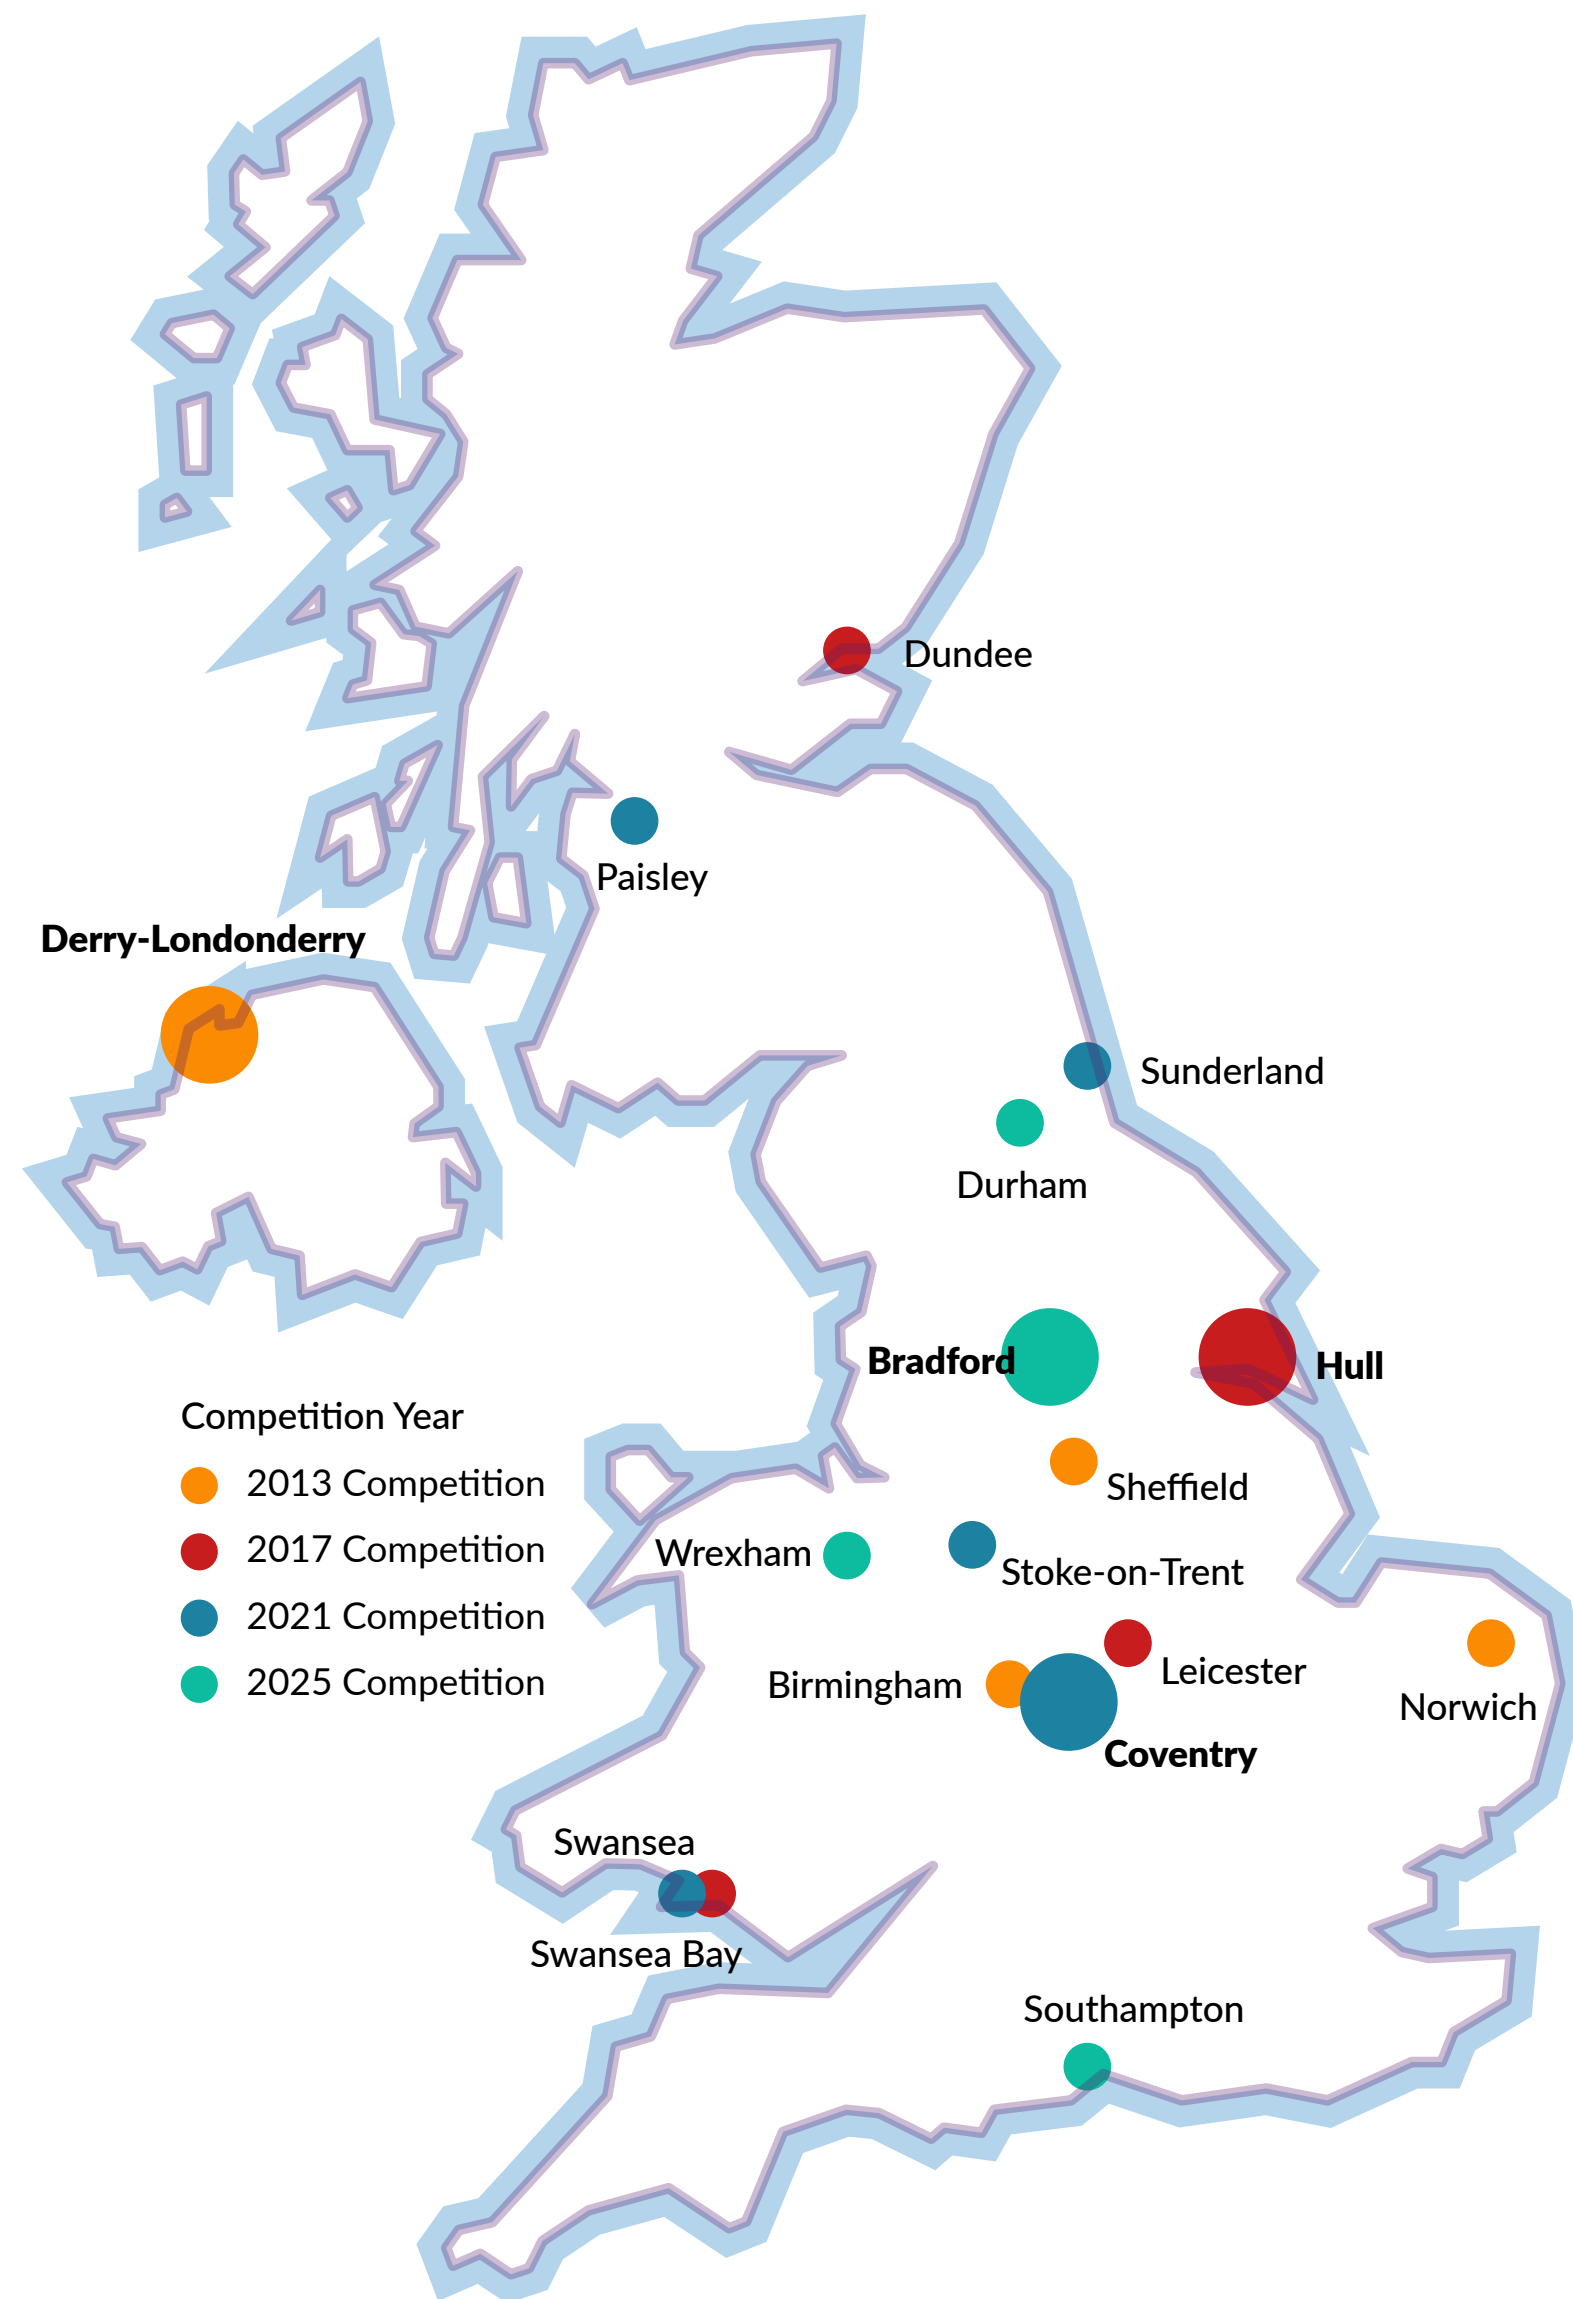 Dundee
Paisley
Derry-Londonderry
Sunderland
Durham
Bradford
Hull
Competition Year
2013 Competition
2017 Competition
2021 Competition
2025 Competition
Sheffield
Wrexham
Stoke-on-Trent
Leicester
Birmingham
Norwich
Coventry
Swansea
Swansea Bay
Southampton